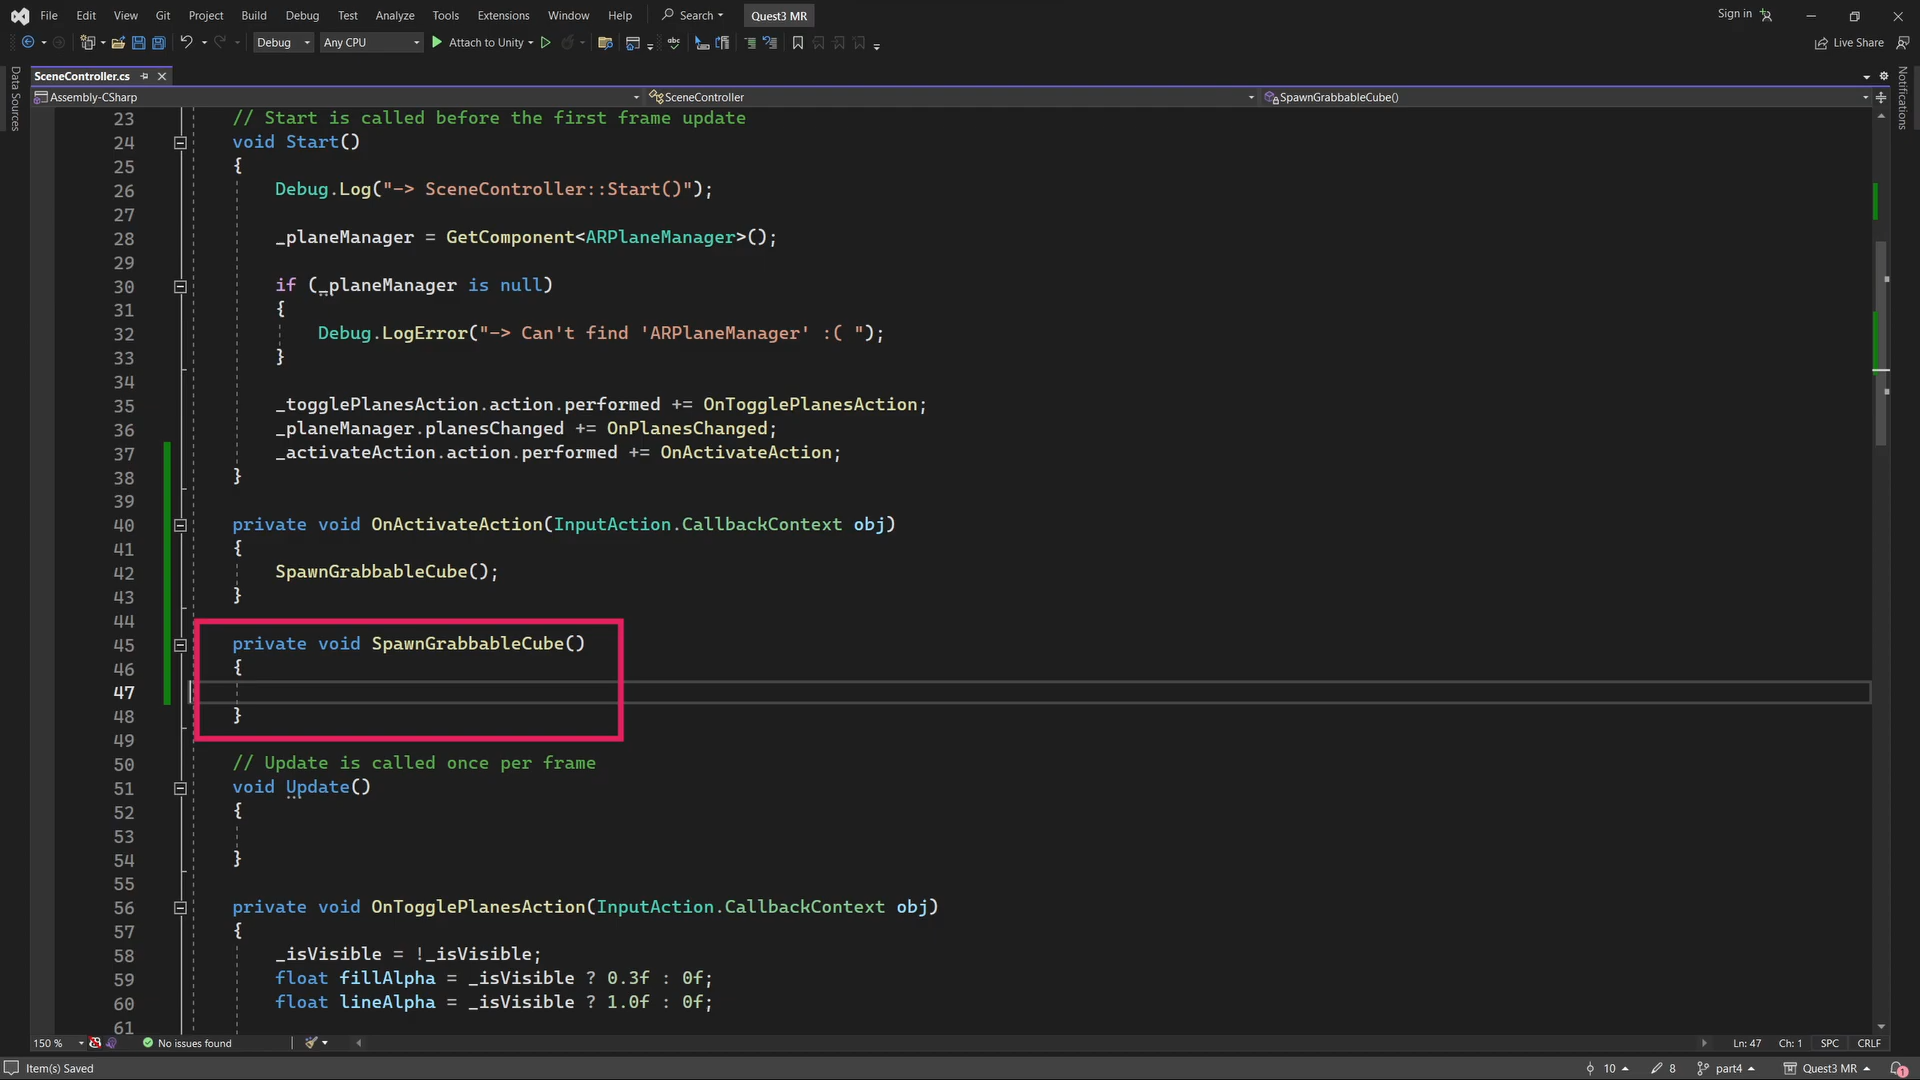 File Edit View Git Project Build Debug Test Analyze Tools Extensions Window Help Search Quest3 MR Sign in
Debug Any CPU Attach to Unity Live Share
Data Sources
Notifications
SceneController.cs
Assembly-CSharp SceneController SpawnGrabbableCube()
23 // Start is called before the first frame update
24 void Start()
25 {
26 Debug.Log("-> SceneController::Start()");
27
28 _planeManager = GetComponent<ARPlaneManager>();
29
30 if (_planeManager is null)
31 {
32 Debug.LogError("-> Can't find 'ARPlaneManager' :( ");
33 }
34
35 _togglePlanesAction.action.performed += OnTogglePlanesAction;
36 _planeManager.planesChanged += OnPlanesChanged;
37 _activateAction.action.performed += OnActivateAction;
38 }
39
40 private void OnActivateAction(InputAction.CallbackContext obj)
41 {
42 SpawnGrabbableCube();
43 }
44
45 private void SpawnGrabbableCube()
46 {
47
48 }
49
50 // Update is called once per frame
51 void Update()
52 {
53
54 }
55
56 private void OnTogglePlanesAction(InputAction.CallbackContext obj)
57 {
58 _isVisible = !_isVisible;
59 float fillAlpha = _isVisible ? 0.3f : 0f;
60 float lineAlpha = _isVisible ? 1.0f : 0f;
61
150 % No issues found Ln: 47 Ch: 1 SPC CRLF
Item(s) Saved 10 8 part4 Quest3 MR 1